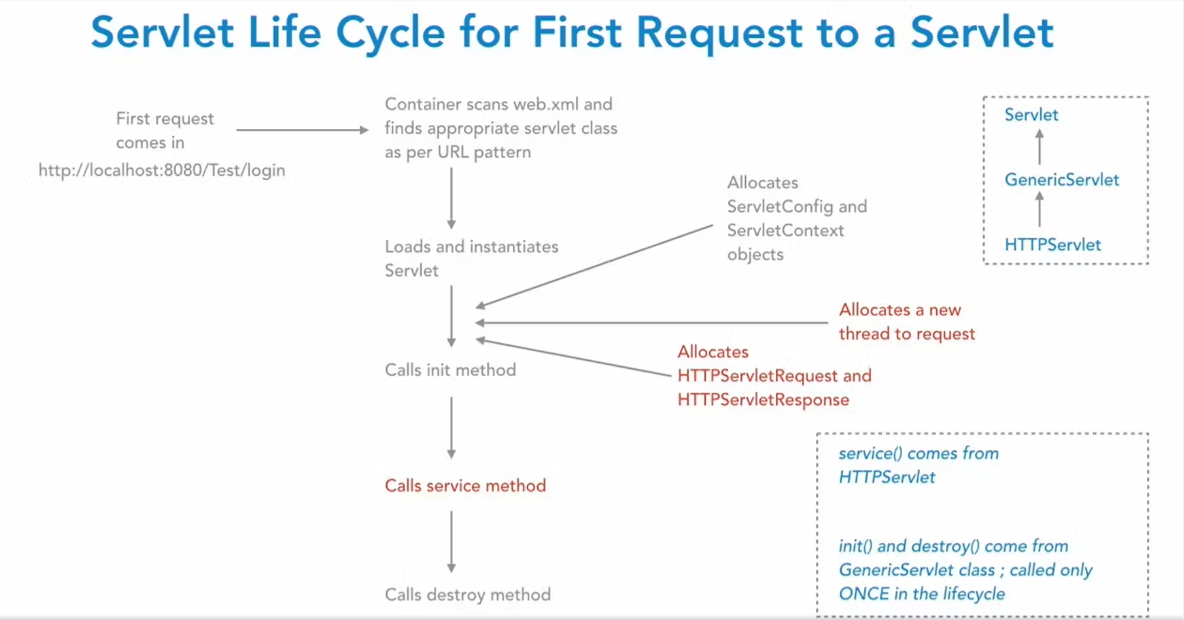 Servlet Life Cycle for First Request to a Servlet
First request
comes in
http://localhost:8080/Test/login
Container scans web.xml and
finds appropriate servlet class
as per URL pattern
Loads and instantiates
Servlet
Allocates
ServletConfig and
ServletContext
objects
Allocates a new
thread to request
Allocates
HTTPServletRequest and
HTTPServletResponse
Calls init method
Calls service method
Calls destroy method
Servlet
GenericServlet
HTTPServlet
service() comes from
HTTPServlet
init() and destroy() come from
GenericServlet class ; called only
ONCE in the lifecycle